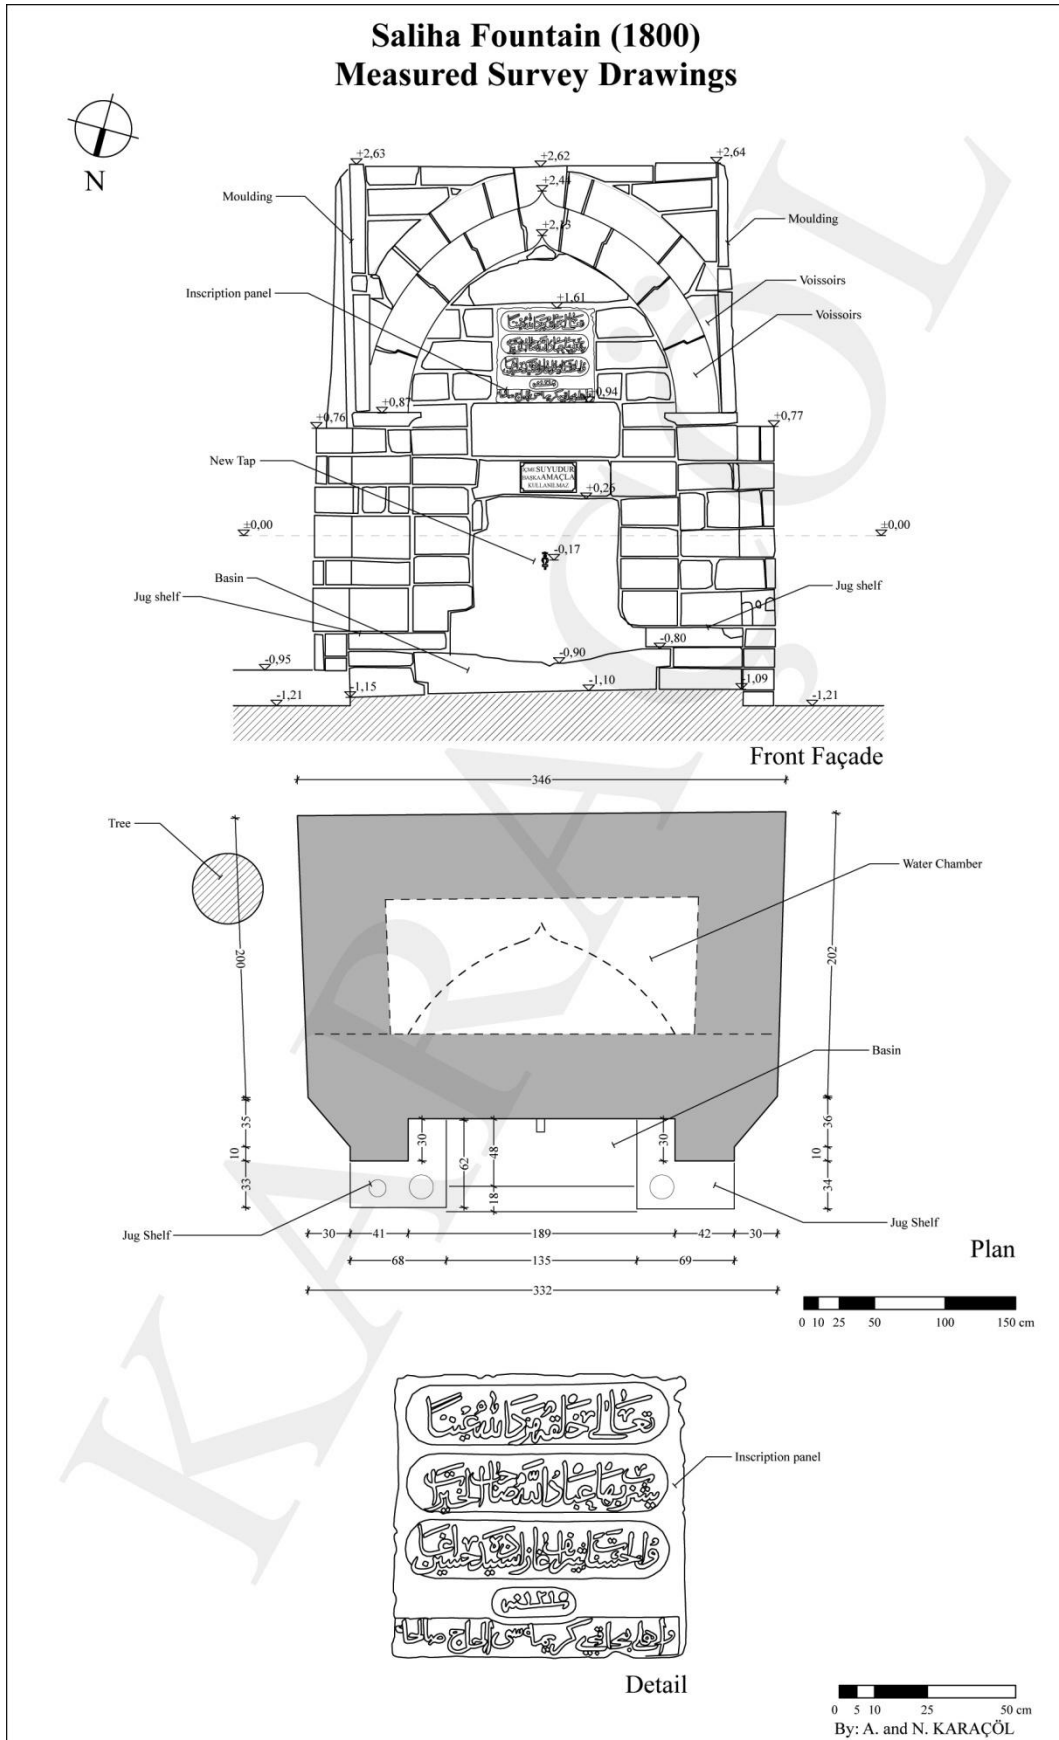 Saliha Fountain (1800)
Measured Survey Drawings
N
+2,63
+2,62
+2,64
+2,44
+2,13
Moulding
Moulding
Voissoirs
Voissoirs
Inscription panel
+1,61
+0,94
+0,87
+0,76
+0,77
New Tap
İÇME SUYUDUR
BAŞKA AMAÇLA
KULLANILMAZ
+0,26
±0,00
±0,00
-0,17
Basin
Jug shelf
Jug shelf
-0,80
-0,90
-0,95
-1,10
-1,09
-1,15
-1,21
-1,21
Front Façade
346
Tree
Water Chamber
200
202
Basin
35
36
30
30
48
62
10
10
33
34
18
Jug Shelf
Jug Shelf
30
41
189
42
30
68
135
69
332
Plan
0 10 25 50 100 150 cm
Inscription panel
Detail
0 5 10 25 50 cm
By: A. and N. KARAÇÖL
KARAÇÖL